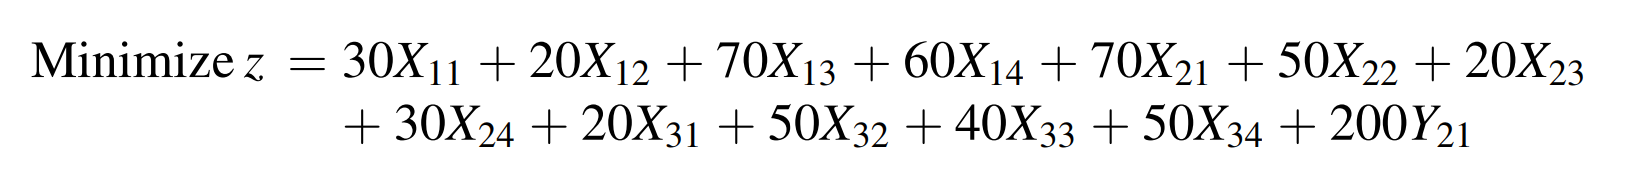 Minimize z = 30X₁₁ + 20X₁₂ + 70X₁₃ + 60X₁₄ + 70X₂₁ + 50X₂₂ + 20X₂₃
+ 30X₂₄ + 20X₃₁ + 50X₃₂ + 40X₃₃ + 50X₃₄ + 200Y₂₁